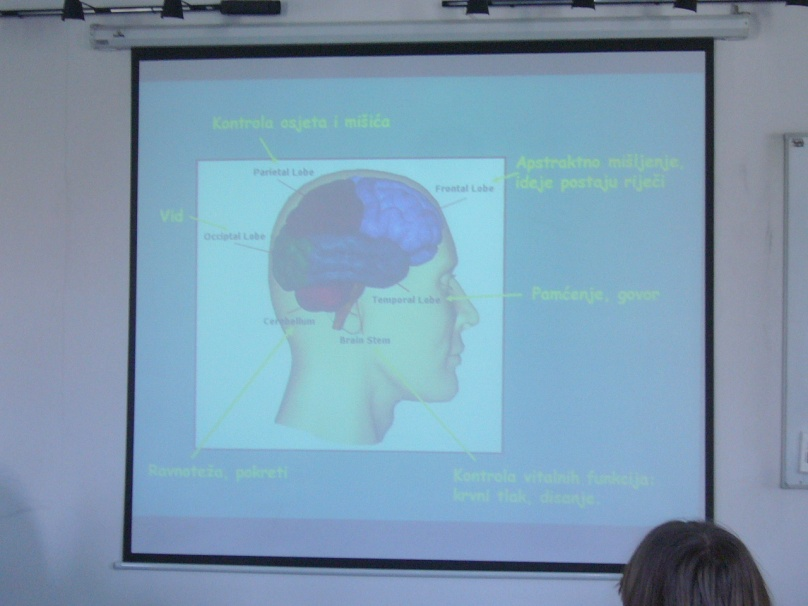 Kontrola osjeta i mišića
Parietal Lobe
Apstraktno mišljenje,
ideje postaju riječi
Frontal Lobe
Vid
Occiptal Lobe
Temporal Lobe
Pamćenje, govor
Cerebellum
Brain Stem
Ravnoteža, pokreti
Kontrola vitalnih funkcija:
krvni tlak, disanje